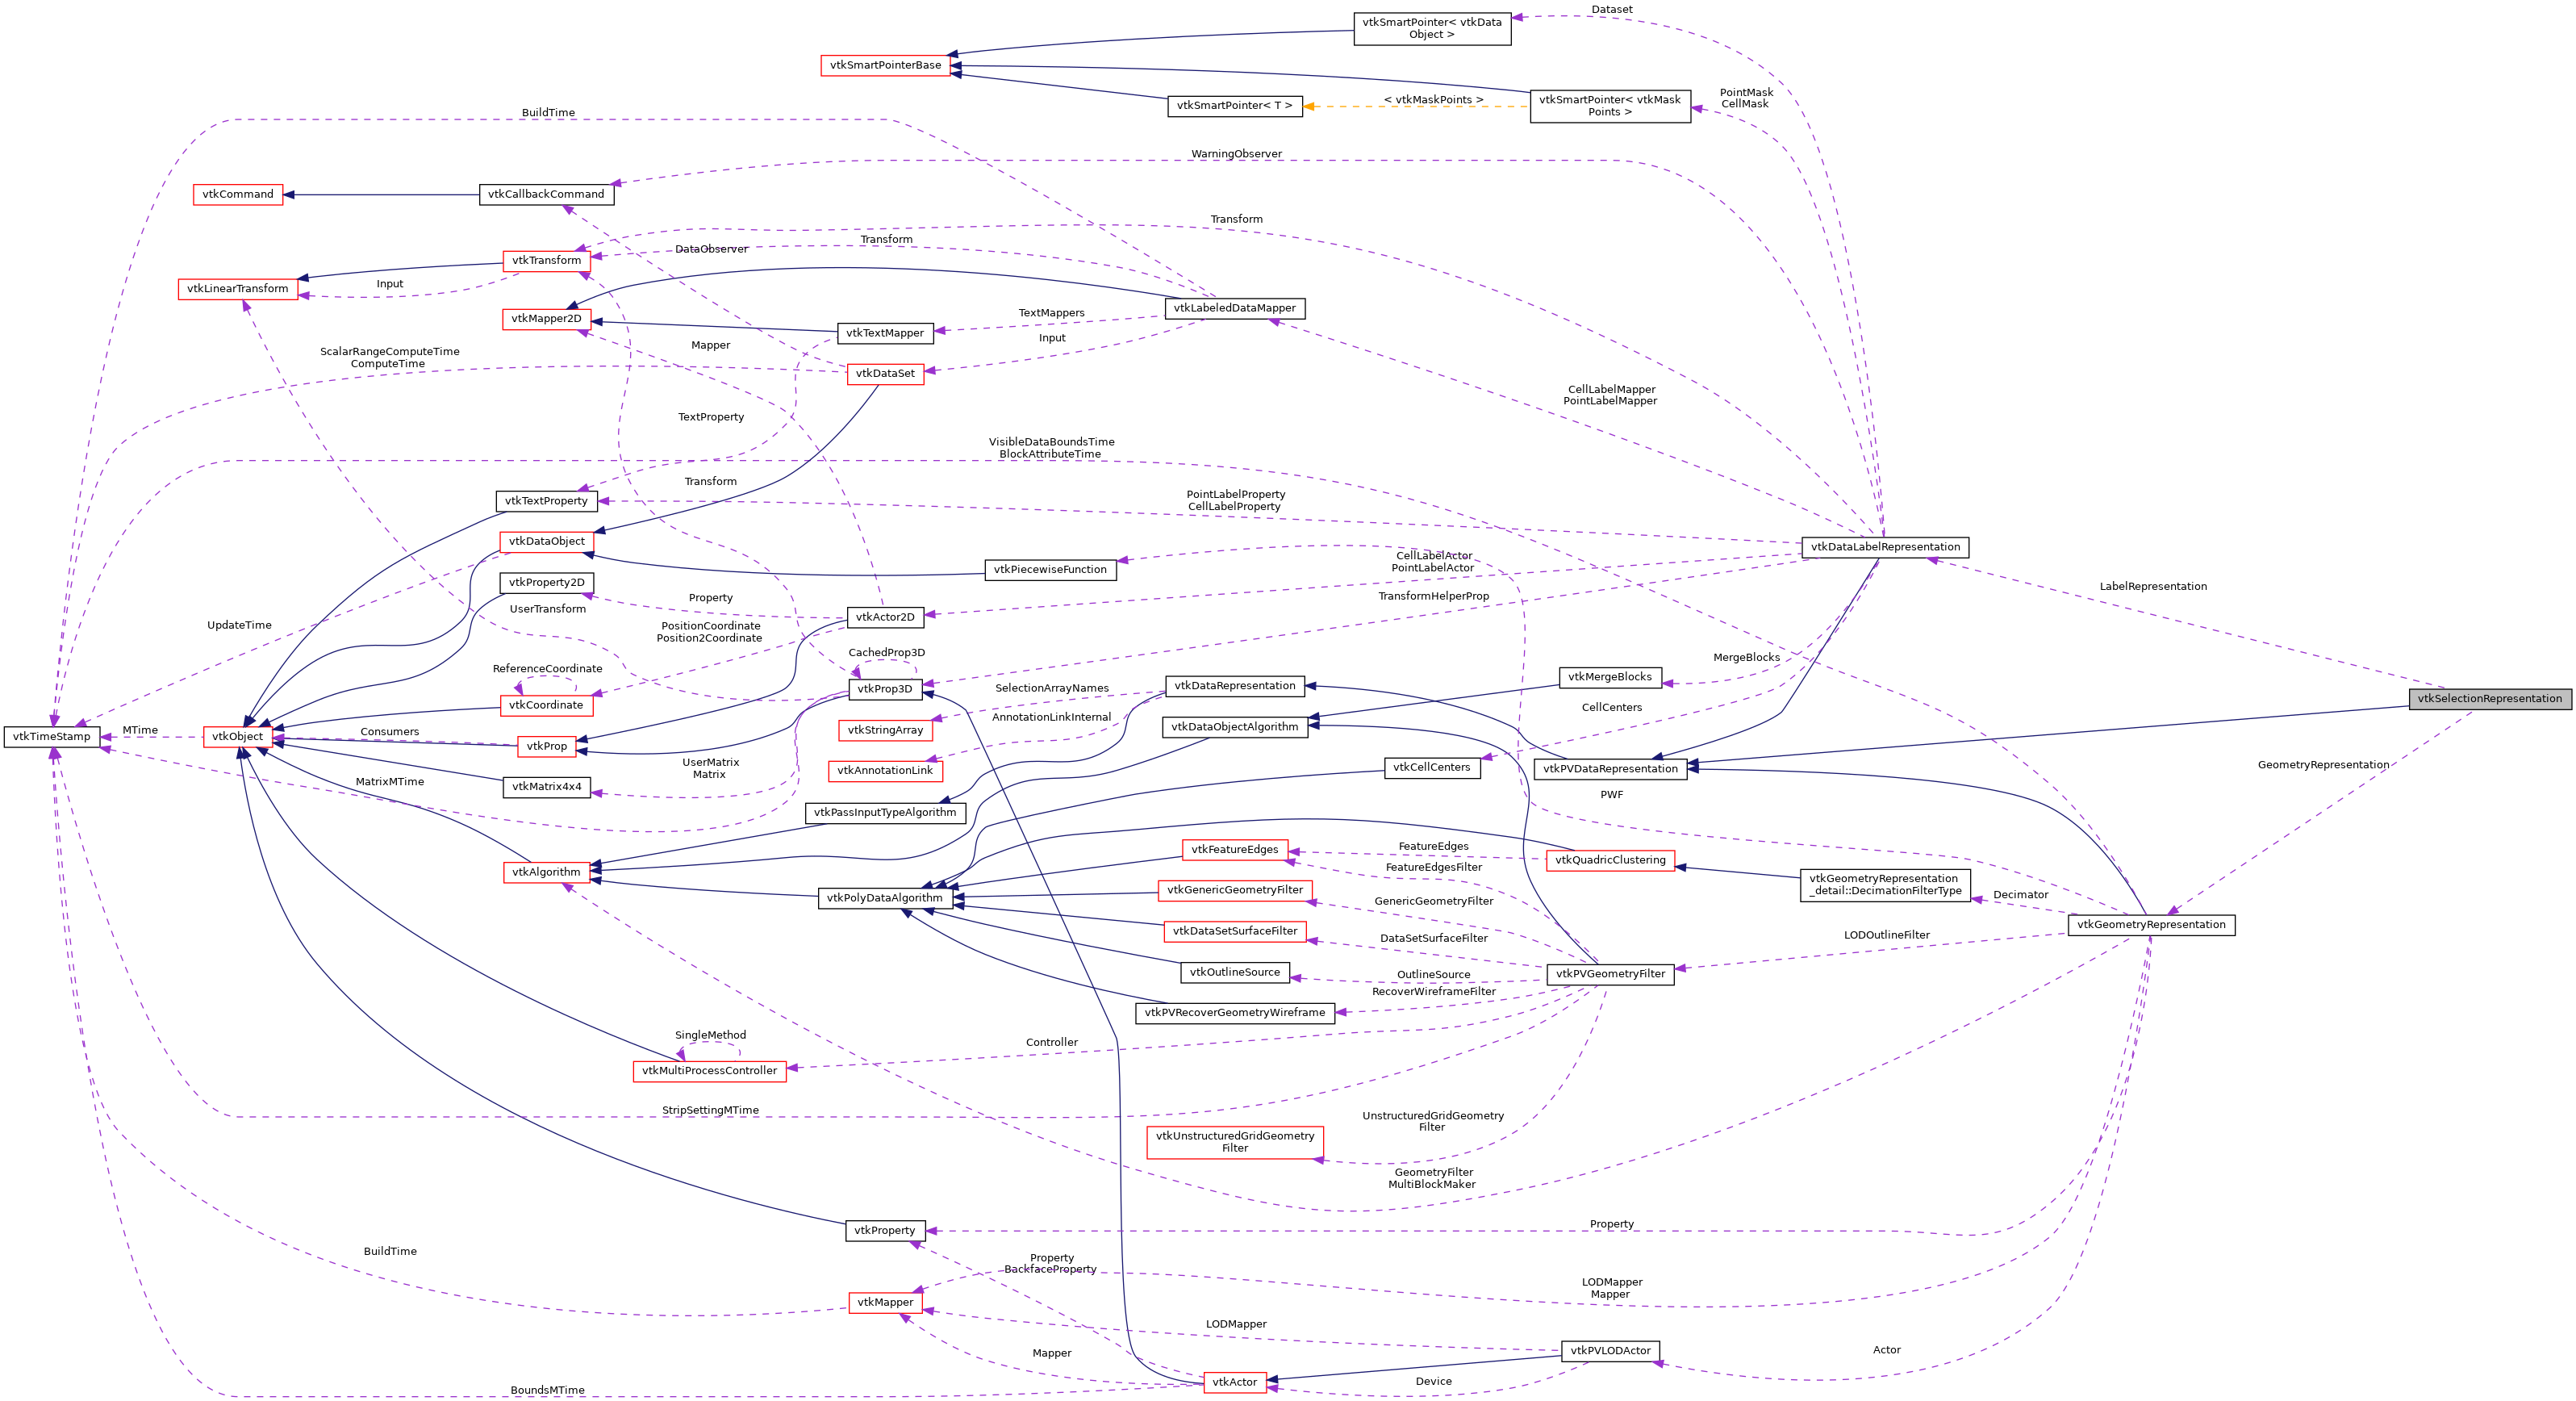 Dataset
vtkSmartPointer< vtkData
Object >
vtkSmartPointerBase
PointMask
CellMask
< vtkMaskPoints >
vtkSmartPointer< T >
vtkSmartPointer< vtkMask
Points >
BuildTime
WarningObserver
vtkCommand
vtkCallbackCommand
Transform
Transform
DataObserver
vtkTransform
Input
vtkLinearTransform
vtkLabeledDataMapper
TextMappers
vtkMapper2D
vtkTextMapper
Input
Mapper
ScalarRangeComputeTime
ComputeTime
vtkDataSet
CellLabelMapper
PointLabelMapper
TextProperty
VisibleDataBoundsTime
BlockAttributeTime
Transform
PointLabelProperty
CellLabelProperty
vtkTextProperty
vtkDataObject
vtkDataLabelRepresentation
CellLabelActor
PointLabelActor
vtkPiecewiseFunction
vtkProperty2D
LabelRepresentation
Property
TransformHelperProp
UserTransform
vtkActor2D
UpdateTime
PositionCoordinate
Position2Coordinate
CachedProp3D
MergeBlocks
ReferenceCoordinate
vtkMergeBlocks
SelectionArrayNames
vtkProp3D
vtkDataRepresentation
vtkSelectionRepresentation
vtkCoordinate
CellCenters
AnnotationLinkInternal
vtkStringArray
vtkDataObjectAlgorithm
MTime
Consumers
vtkTimeStamp
vtkObject
vtkProp
UserMatrix
Matrix
vtkAnnotationLink
vtkCellCenters
vtkPVDataRepresentation
GeometryRepresentation
MatrixMTime
vtkMatrix4x4
PWF
vtkPassInputTypeAlgorithm
FeatureEdges
vtkFeatureEdges
vtkQuadricClustering
FeatureEdgesFilter
vtkAlgorithm
vtkGeometryRepresentation
_detail::DecimationFilterType
vtkGenericGeometryFilter
Decimator
vtkPolyDataAlgorithm
GenericGeometryFilter
vtkGeometryRepresentation
vtkDataSetSurfaceFilter
DataSetSurfaceFilter
LODOutlineFilter
vtkOutlineSource
OutlineSource
vtkPVGeometryFilter
RecoverWireframeFilter
vtkPVRecoverGeometryWireframe
SingleMethod
Controller
vtkMultiProcessController
StripSettingMTime
UnstructuredGridGeometry
Filter
vtkUnstructuredGridGeometry
Filter
GeometryFilter
MultiBlockMaker
vtkProperty
Property
BuildTime
Property
BackfaceProperty
LODMapper
Mapper
vtkMapper
LODMapper
Mapper
vtkPVLODActor
Actor
vtkActor
Device
BoundsMTime